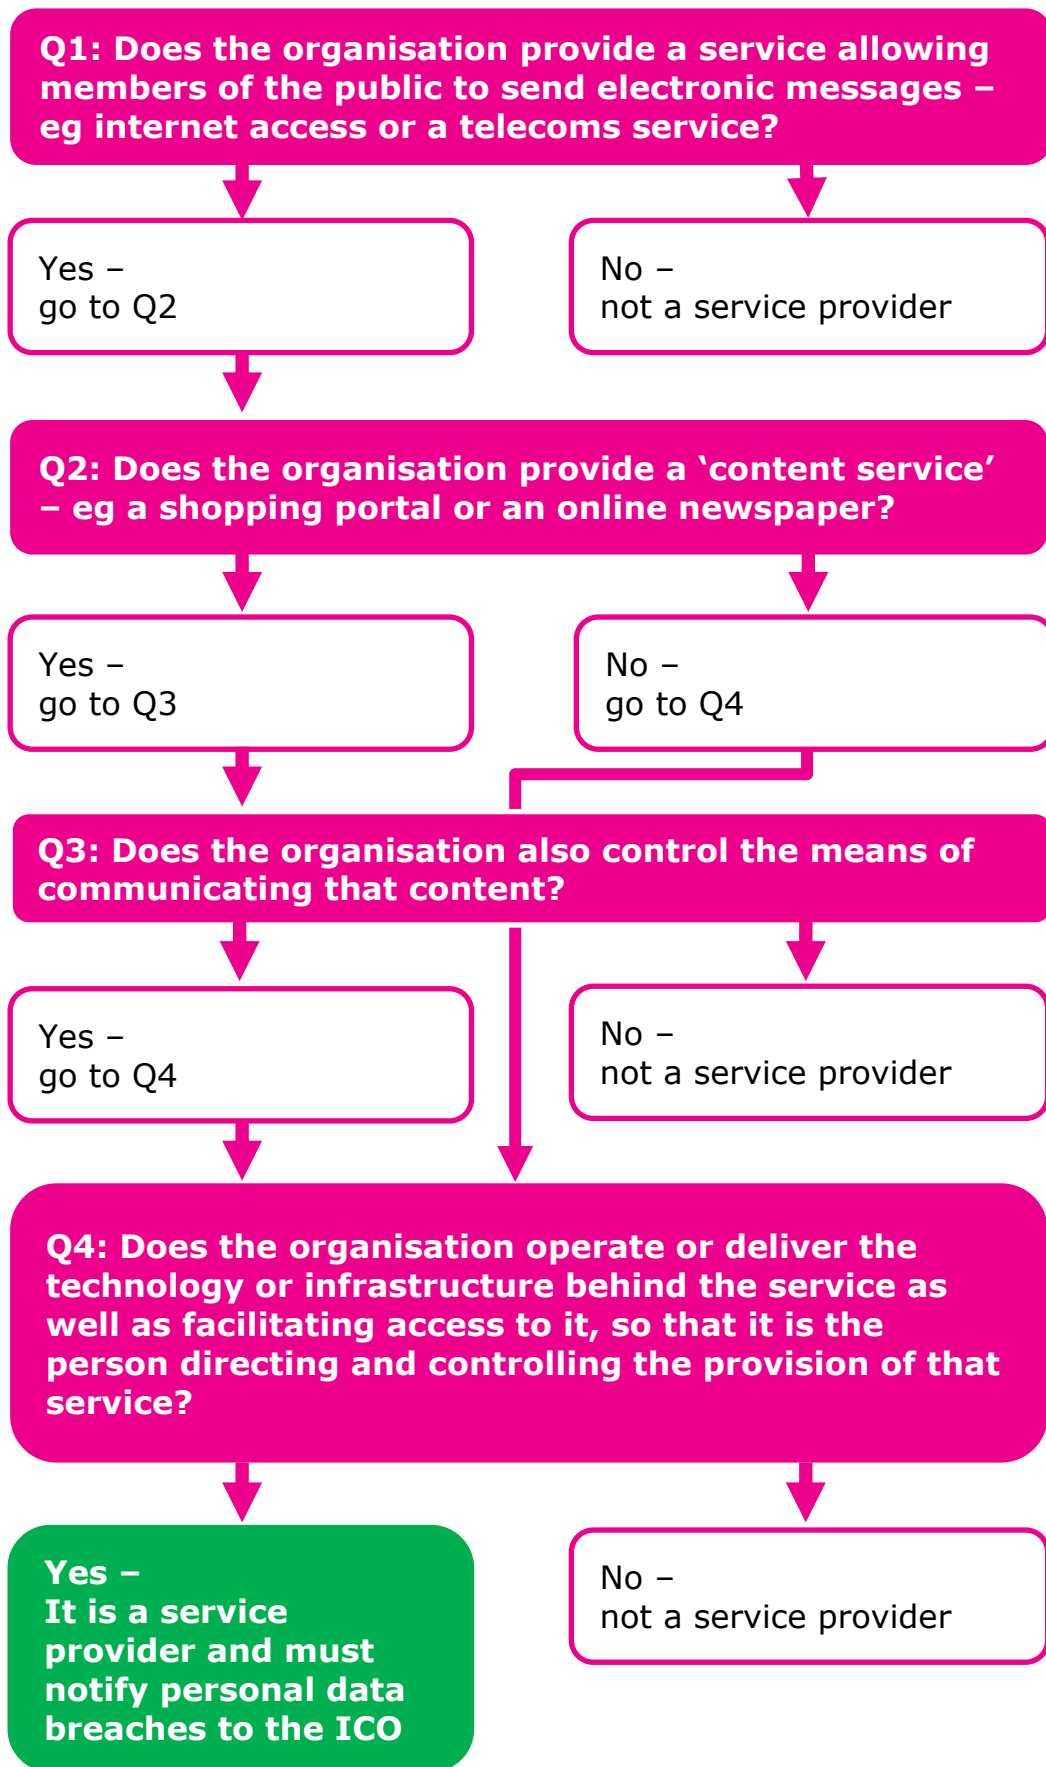 Q1: Does the organisation provide a service allowing
members of the public to send electronic messages –
eg internet access or a telecoms service?
Yes –
go to Q2
No –
not a service provider
Q2: Does the organisation provide a ‘content service’
– eg a shopping portal or an online newspaper?
Yes –
go to Q3
No –
go to Q4
Q3: Does the organisation also control the means of
communicating that content?
Yes –
go to Q4
No –
not a service provider
Q4: Does the organisation operate or deliver the
technology or infrastructure behind the service as
well as facilitating access to it, so that it is the
person directing and controlling the provision of that
service?
Yes –
It is a service
provider and must
notify personal data
breaches to the ICO
No –
not a service provider